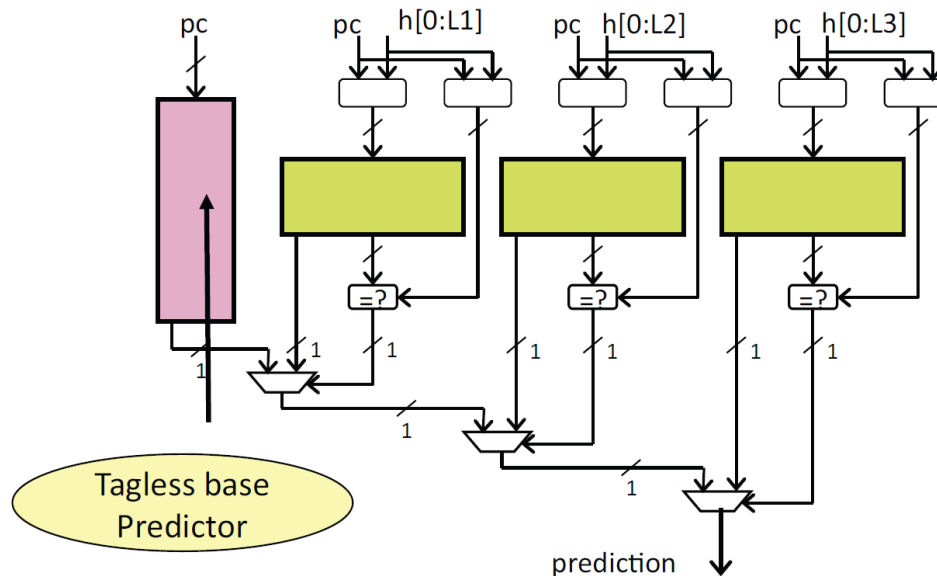 pc
pc h[0:L1]
pc h[0:L2]
pc h[0:L3]
=?
=?
=?
1
1
1
1
1
1
1
1
1
Tagless base
Predictor
prediction